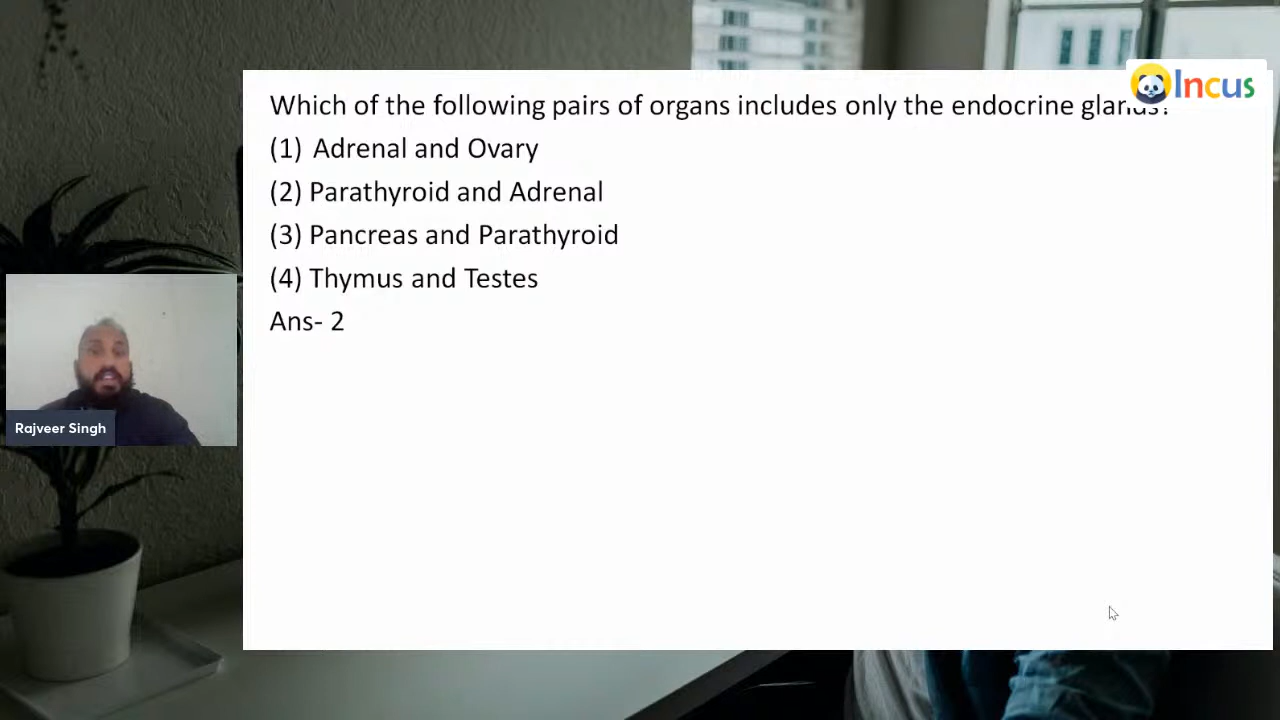 Incus
Which of the following pairs of organs includes only the endocrine glands?
(1) Adrenal and Ovary
(2) Parathyroid and Adrenal
(3) Pancreas and Parathyroid
(4) Thymus and Testes
Ans- 2
Rajveer Singh